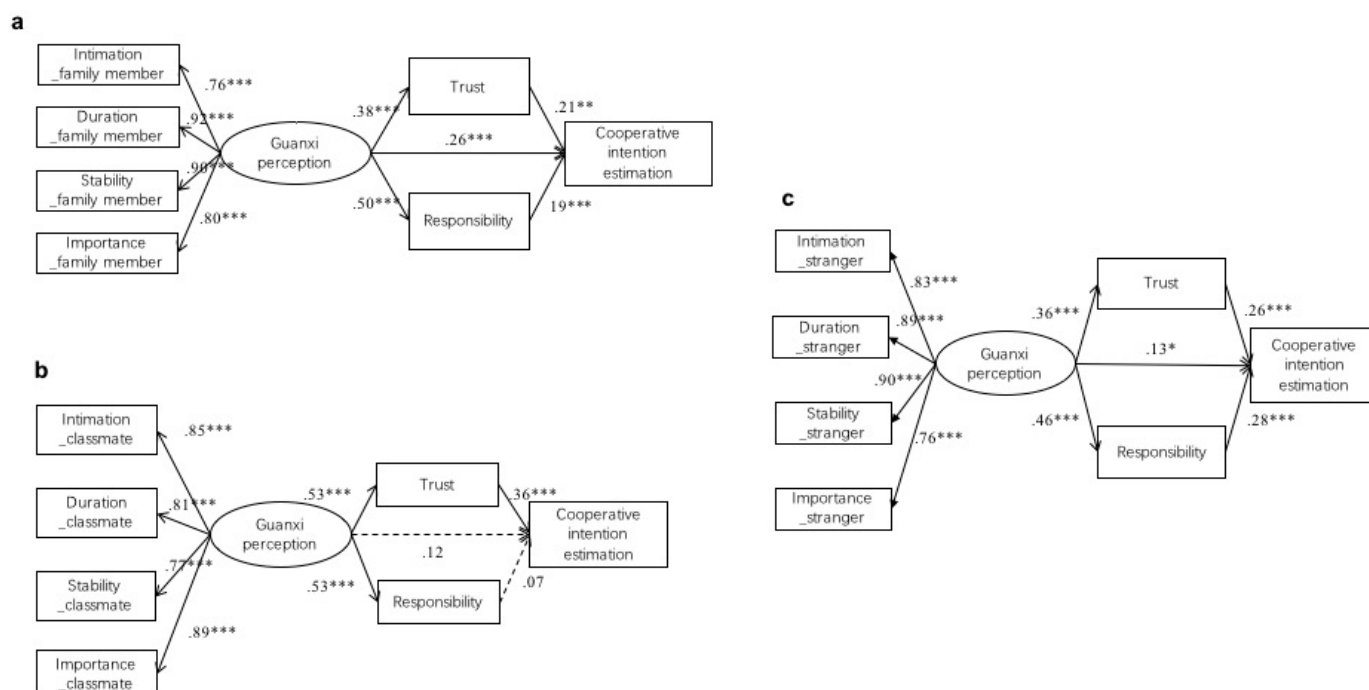 a
Intimation
_family member
Duration
_family member
Stability
_family member
Importance
_family member
.76***
.92***
.90***
.80***
Guanxi
perception
.38***
.26***
.50***
Trust
Responsibility
.21**
19***
Cooperative
intention
estimation
b
Intimation
_classmate
Duration
_classmate
Stability
_classmate
Importance
_classmate
.85***
.81***
.77***
.89***
Guanxi
perception
.53***
.12
.53***
Trust
Responsibility
.36***
.07
Cooperative
intention
estimation
c
Intimation
_stranger
Duration
_stranger
Stability
_stranger
Importance
_stranger
.83***
.89***
.90***
.76***
Guanxi
perception
.36***
.13*
.46***
Trust
Responsibility
.26***
.28***
Cooperative
intention
estimation